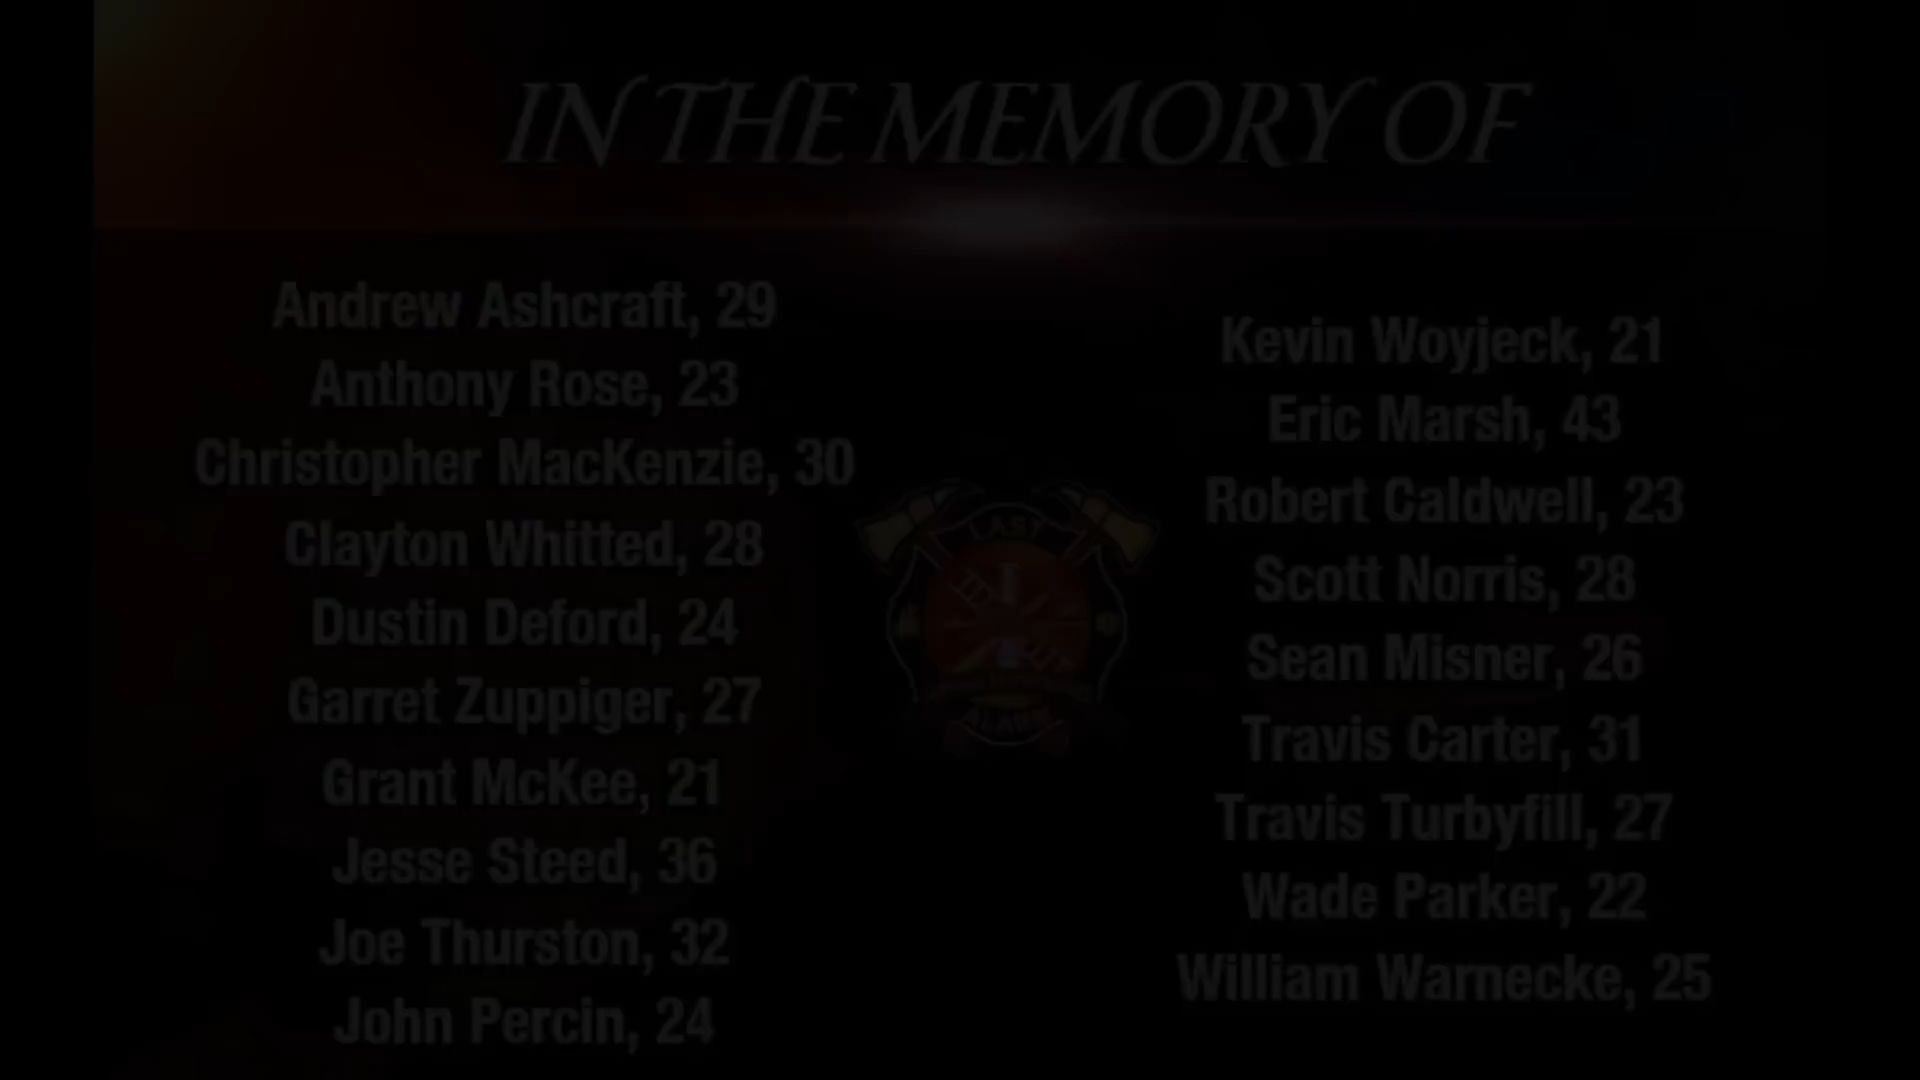 IN THE MEMORY OF
Andrew Ashcraft, 29
Anthony Rose, 23
Christopher MacKenzie, 30
Clayton Whitted, 28
Dustin Deford, 24
Garret Zuppiger, 27
Grant McKee, 21
Jesse Steed, 36
Joe Thurston, 32
John Percin, 24
LAST
ALARM
Kevin Woyjeck, 21
Eric Marsh, 43
Robert Caldwell, 23
Scott Norris, 28
Sean Misner, 26
Travis Carter, 31
Travis Turbyfill, 27
Wade Parker, 22
William Warnecke, 25